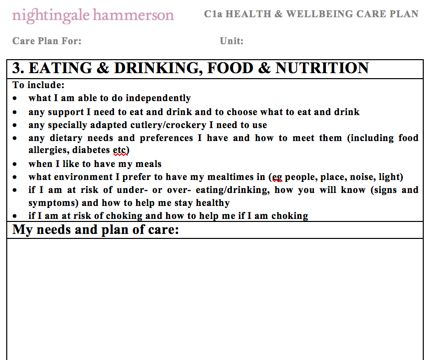 nightingale hammerson
C1a HEALTH & WELLBEING CARE PLAN
Care Plan For: Unit:
3. EATING & DRINKING, FOOD & NUTRITION
To include:
• what I am able to do independently
• any support I need to eat and drink and to choose what to eat and drink
• any specially adapted cutlery/crockery I need to use
• any dietary needs and preferences I have and how to meet them (including food
allergies, diabetes etc)
• when I like to have my meals
• what environment I prefer to have my mealtimes in (eg people, place, noise, light)
• if I am at risk of under- or over- eating/drinking, how you will know (signs and
symptoms) and how to help me stay healthy
• if I am at risk of choking and how to help me if I am choking
My needs and plan of care: